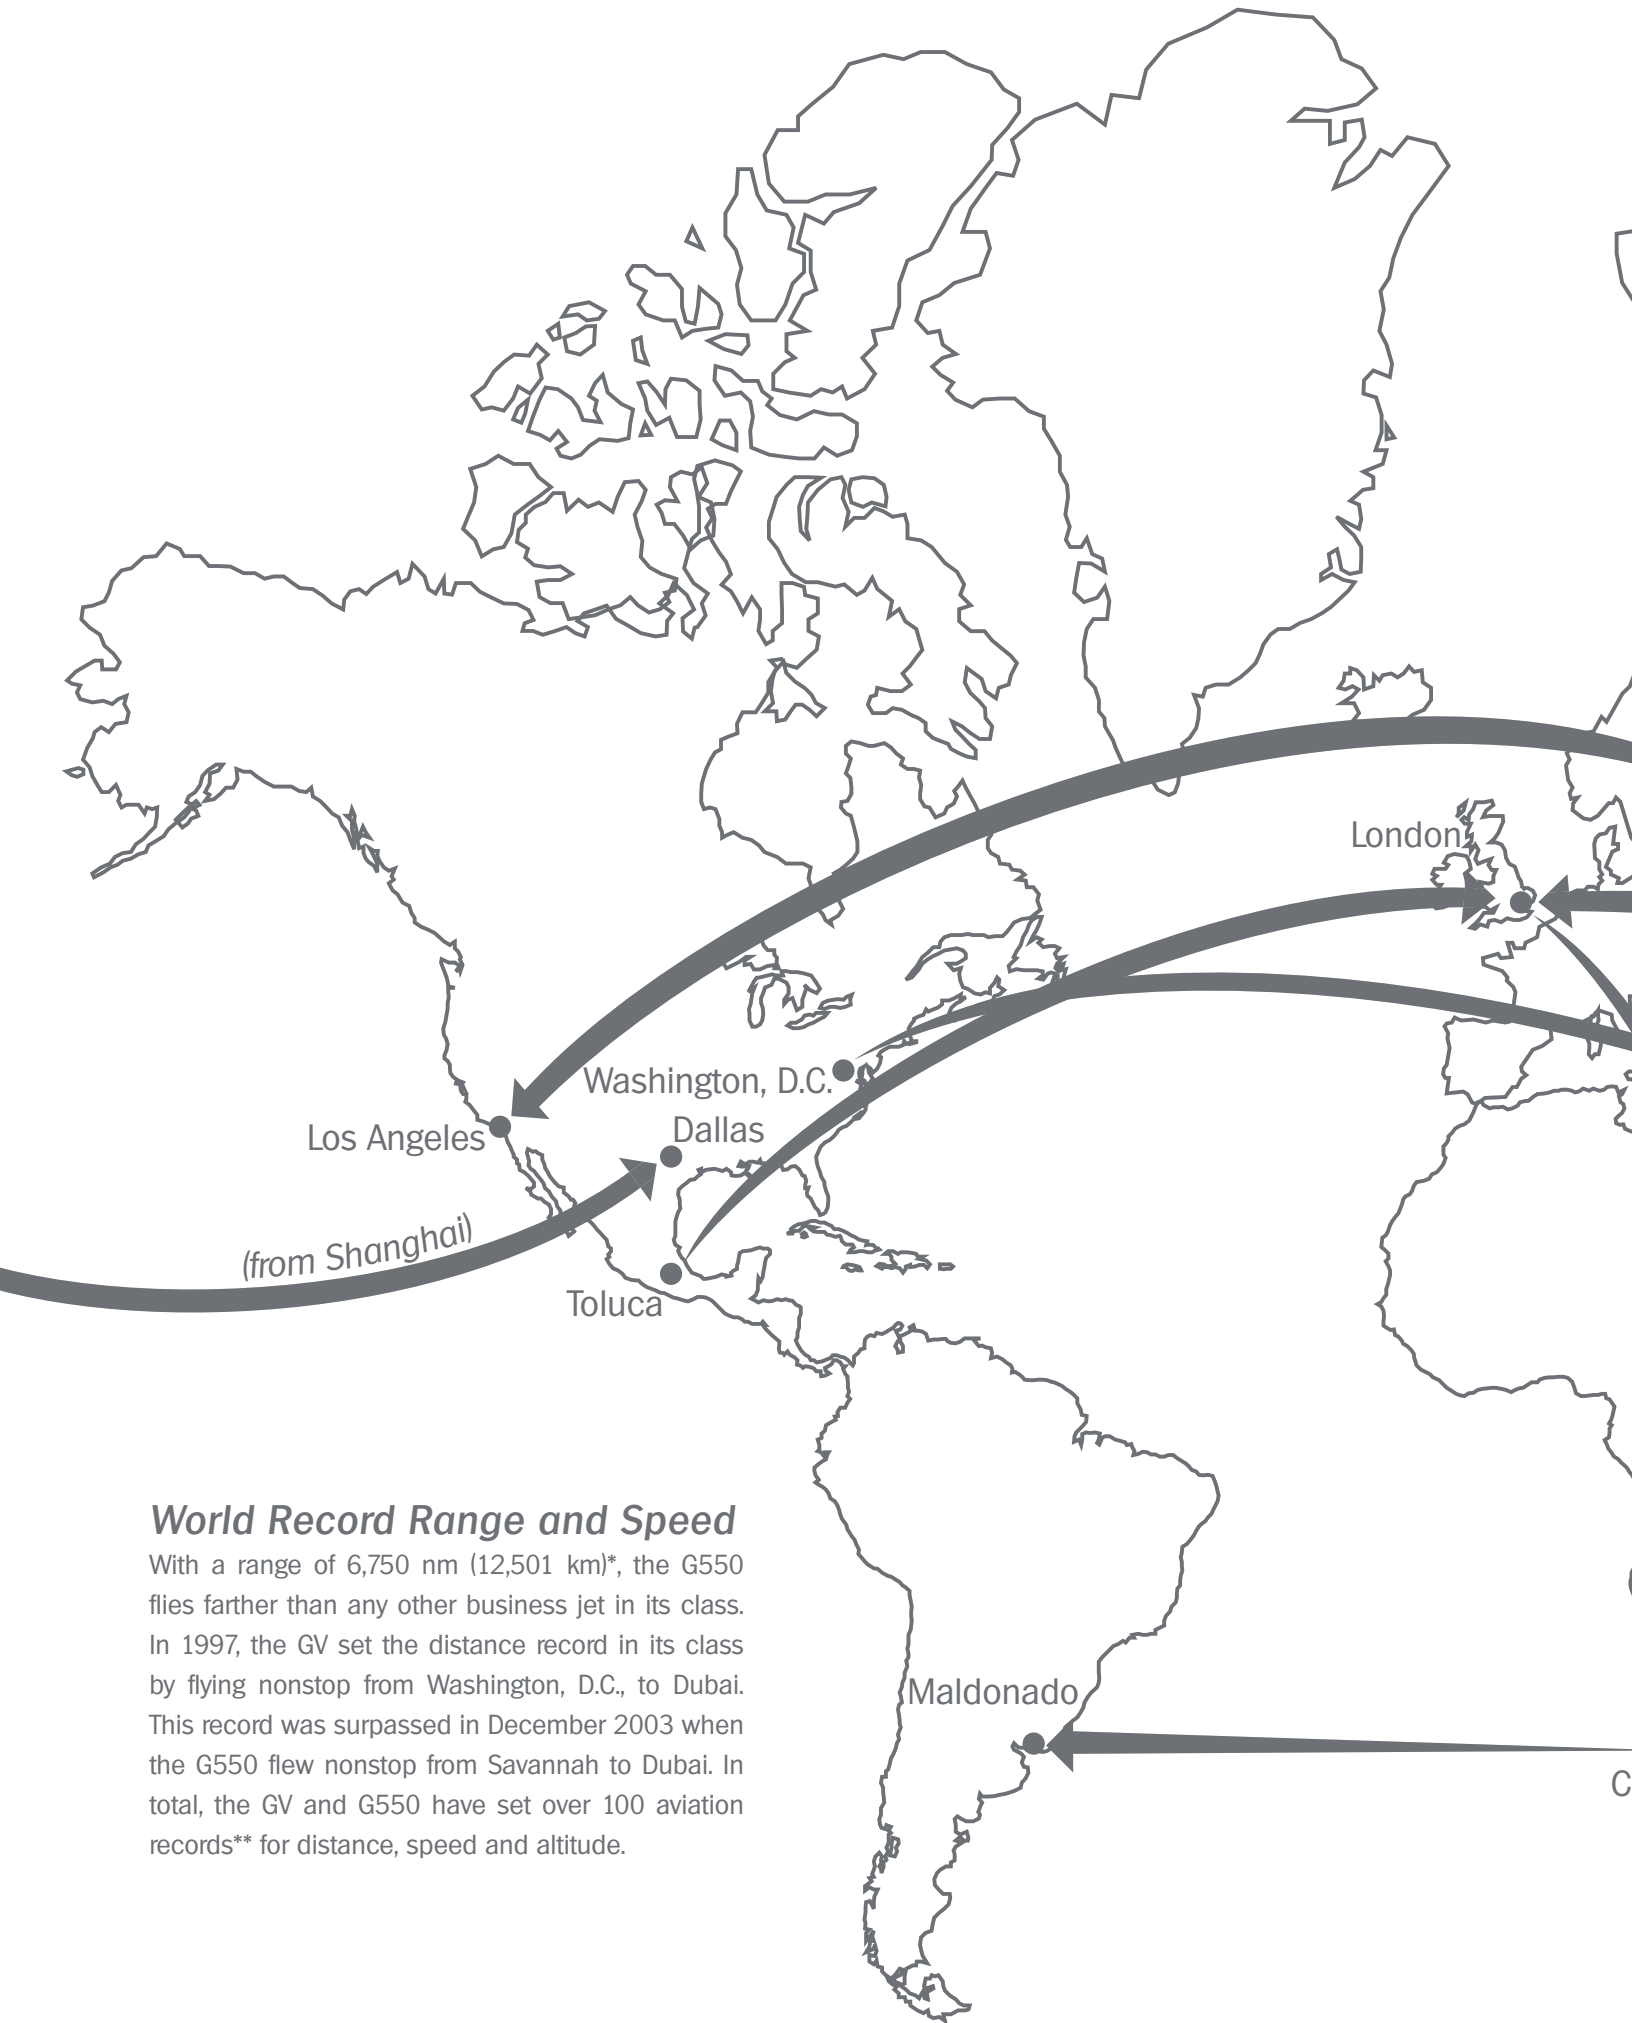 London
Washington, D.C.
Dallas
Los Angeles
(from Shanghai)
Toluca
World Record Range and Speed
With a range of 6,750 nm (12,501 km)*, the G550
flies farther than any other business jet in its class.
In 1997, the GV set the distance record in its class
by flying nonstop from Washington, D.C., to Dubai.
This record was surpassed in December 2003 when
the G550 flew nonstop from Savannah to Dubai. In
total, the GV and G550 have set over 100 aviation
records** for distance, speed and altitude.
Maldonado